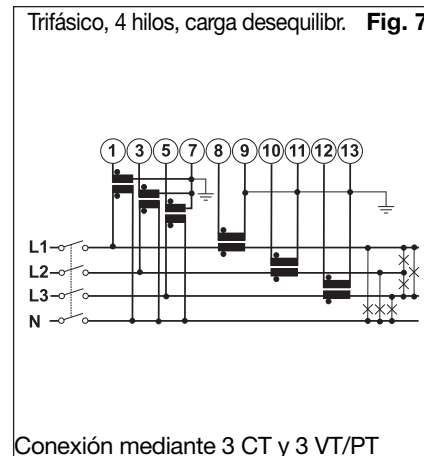 Trifásico, 4 hilos, carga desequilibr. Fig. 7
1 3 5 7 8 9 10 11 12 13
L1
L2
L3
N
Conexión mediante 3 CT y 3 VT/PT